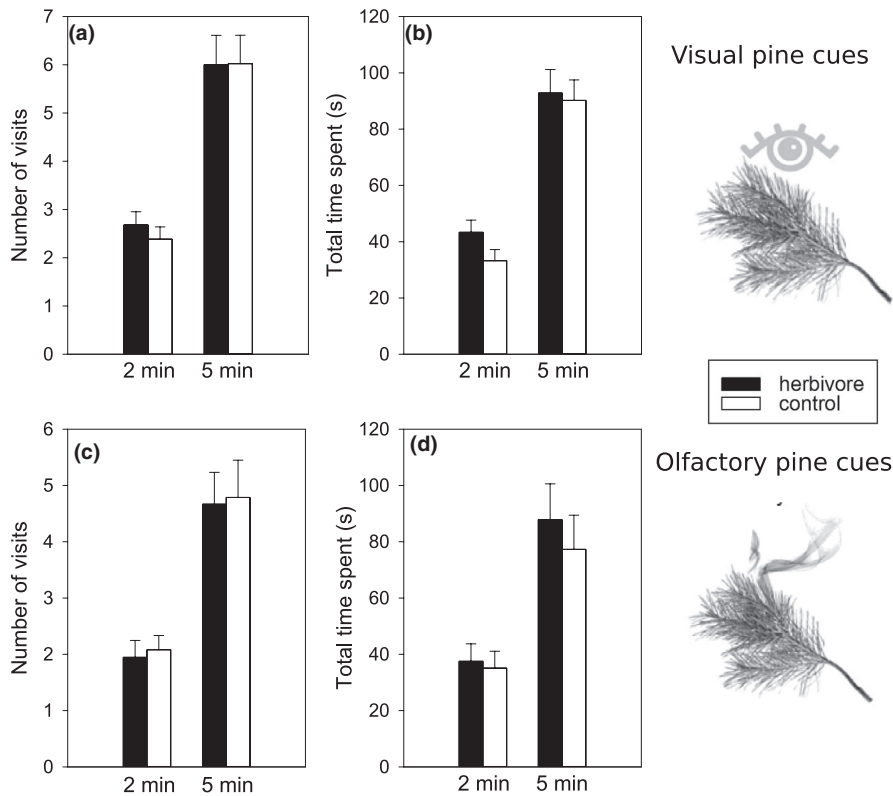 (a)
Number of visits
7
6
5
4
3
2
1
0
2 min 5 min
(b)
Total time spent (s)
120
100
80
60
40
20
0
2 min 5 min
Visual pine cues
herbivore
control
(c)
Number of visits
6
5
4
3
2
1
0
2 min 5 min
(d)
Total time spent (s)
120
100
80
60
40
20
0
2 min 5 min
Olfactory pine cues